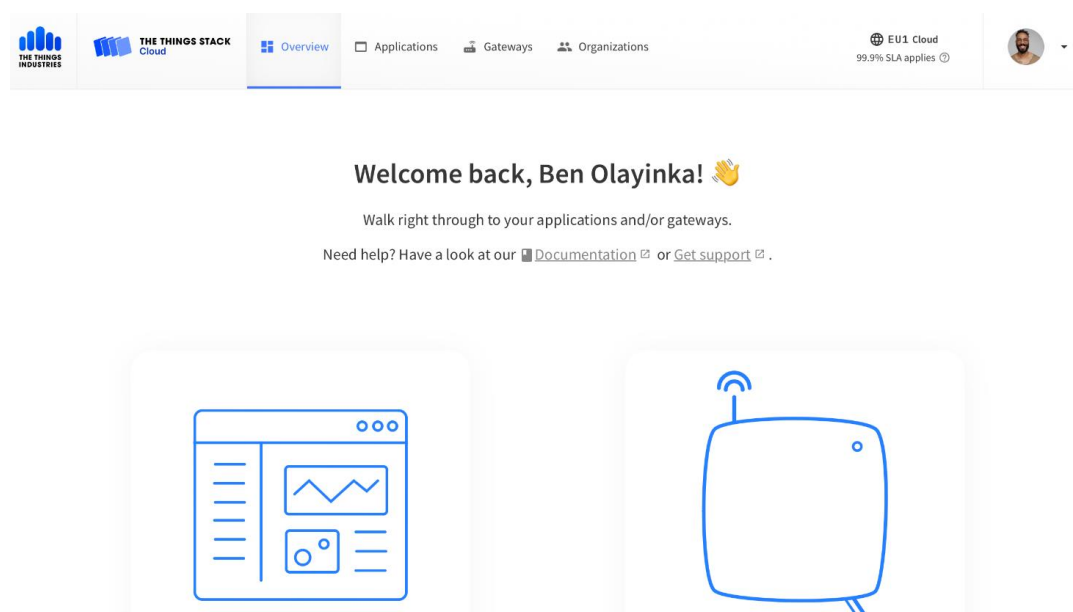 THE THINGS
INDUSTRIES
THE THINGS STACK
Cloud
Overview
Applications
Gateways
Organizations
EU1 Cloud
99.9% SLA applies
Welcome back, Ben Olayinka! 👋
Walk right through to your applications and/or gateways.
Need help? Have a look at our Documentation or Get support .